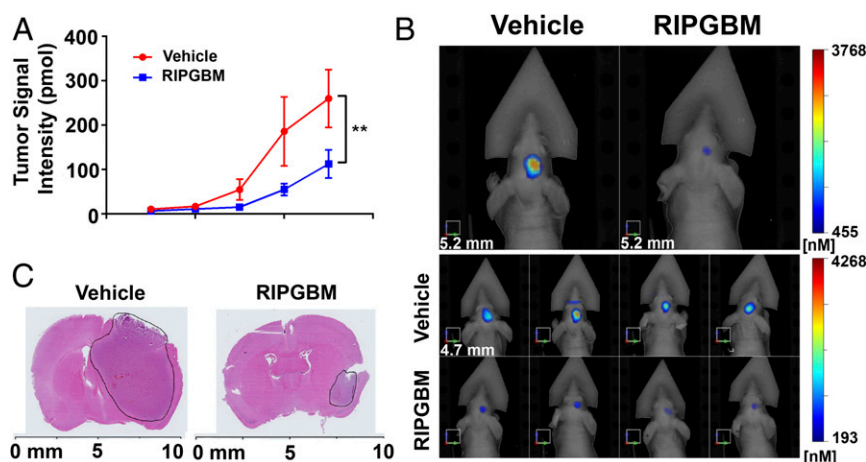 A
Tumor Signal
Intensity (pmol)
400
300
200
100
0
Vehicle
RIPGBM
**
B
Vehicle
RIPGBM
5.2 mm
5.2 mm
3768
455
[nM]
Vehicle
4.7 mm
RIPGBM
4268
193
[nM]
C
Vehicle
RIPGBM
0 mm 5 10
0 mm 5 10